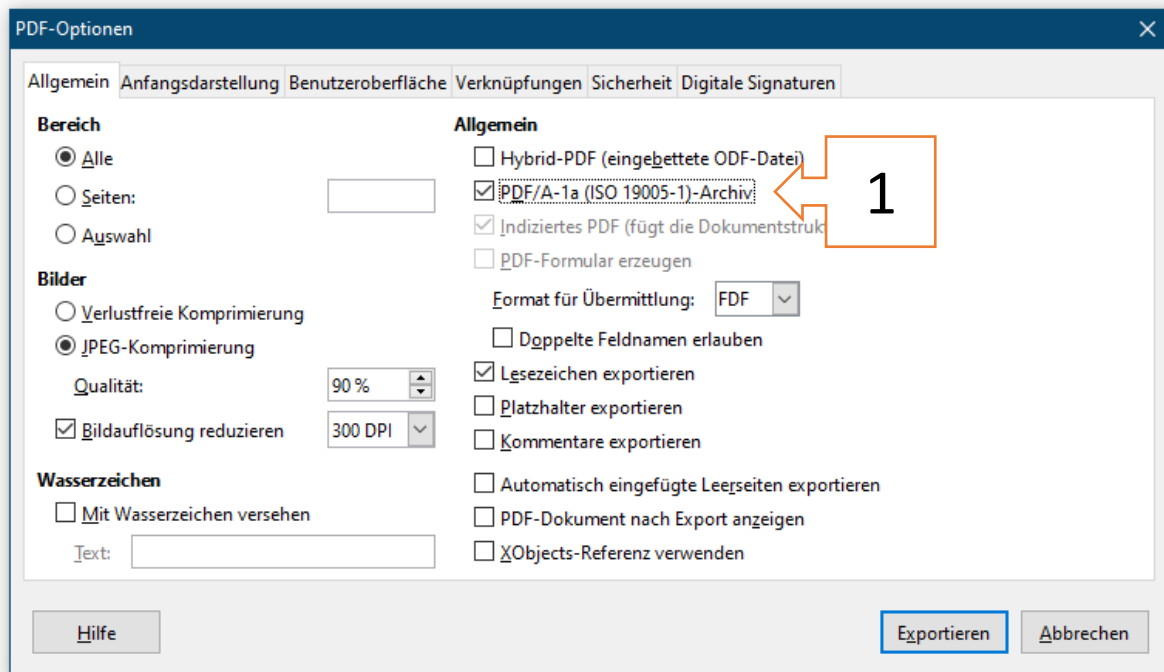 PDF-Optionen
Allgemein Anfangsdarstellung Benutzeroberfläche Verknüpfungen Sicherheit Digitale Signaturen
Bereich
Alle
Seiten:
Auswahl
Bilder
Verlustfreie Komprimierung
JPEG-Komprimierung
Qualität: 90 %
Bildauflösung reduzieren 300 DPI
Wasserzeichen
Mit Wasserzeichen versehen
Text:
Allgemein
Hybrid-PDF (eingebettete ODF-Datei)
PDF/A-1a (ISO 19005-1)-Archiv
1
Indiziertes PDF (fügt die
PDF-Formular erzeugen
Format für Übermittlung: FDF
Doppelte Feldnamen erlauben
Lesezeichen exportieren
Platzhalter exportieren
Kommentare exportieren
Automatisch eingefügte Leerseiten exportieren
PDF-Dokument nach Export anzeigen
XObjects-Referenz verwenden
Hilfe Exportieren Abbrechen